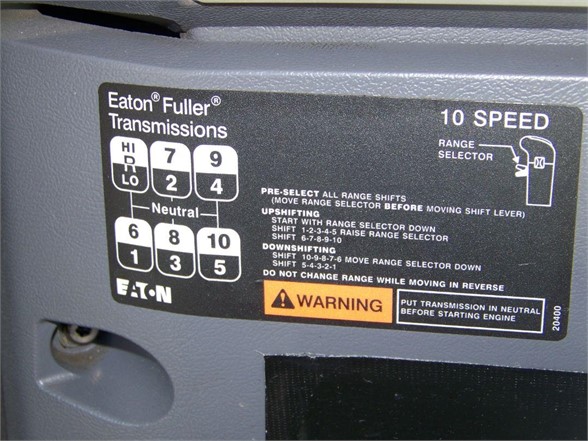 Eaton® Fuller®
Transmissions
10 SPEED
RANGE
SELECTOR
HI
R
LO
7
2
9
4
Neutral
6
1
8
3
10
5
EATON
PRE-SELECT ALL RANGE SHIFTS
(MOVE RANGE SELECTOR BEFORE MOVING SHIFT LEVER)
UPSHIFTING
START WITH RANGE SELECTOR DOWN
SHIFT 1-2-3-4-5 RAISE RANGE SELECTOR
SHIFT 6-7-8-9-10
DOWNSHIFTING
SHIFT 10-9-8-7-6 MOVE RANGE SELECTOR DOWN
SHIFT 5-4-3-2-1
DO NOT CHANGE RANGE WHILE MOVING IN REVERSE
WARNING
PUT TRANSMISSION IN NEUTRAL
BEFORE STARTING ENGINE
20400